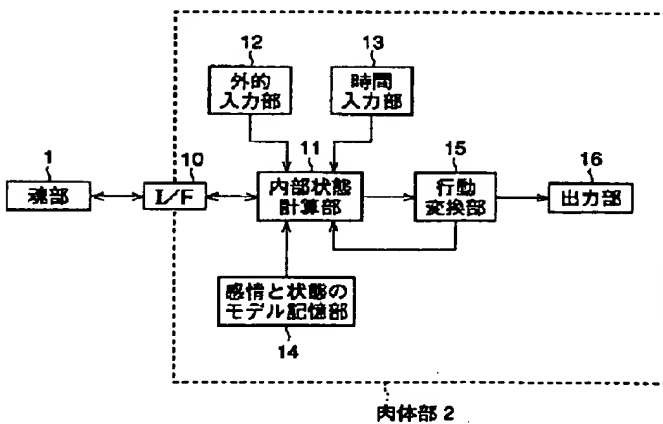 12
外的
入力部
13
時間
入力部
1
魂部
10
I/F
11
内部状態
計算部
15
行動
変換部
16
出力部
感情と状態の
モデル記憶部
14
肉体部 2